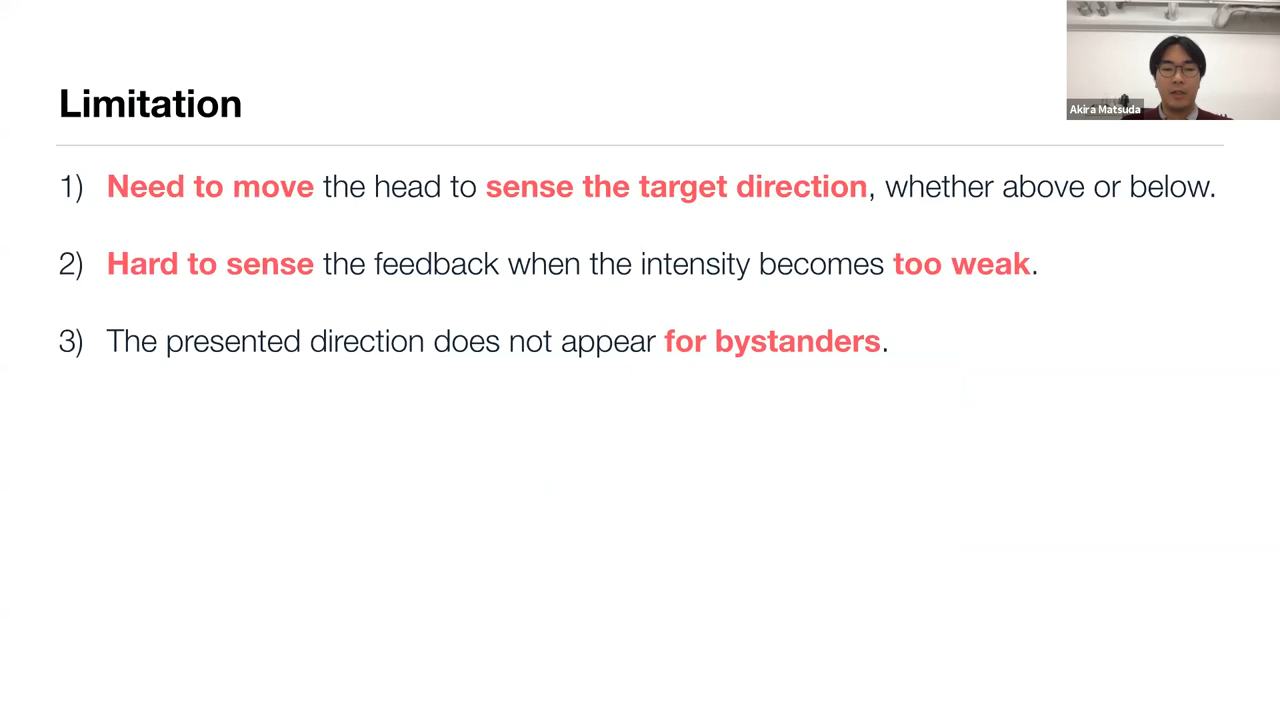 Akira Matsuda
Limitation
1) Need to move the head to sense the target direction, whether above or below.
2) Hard to sense the feedback when the intensity becomes too weak.
3) The presented direction does not appear for bystanders.